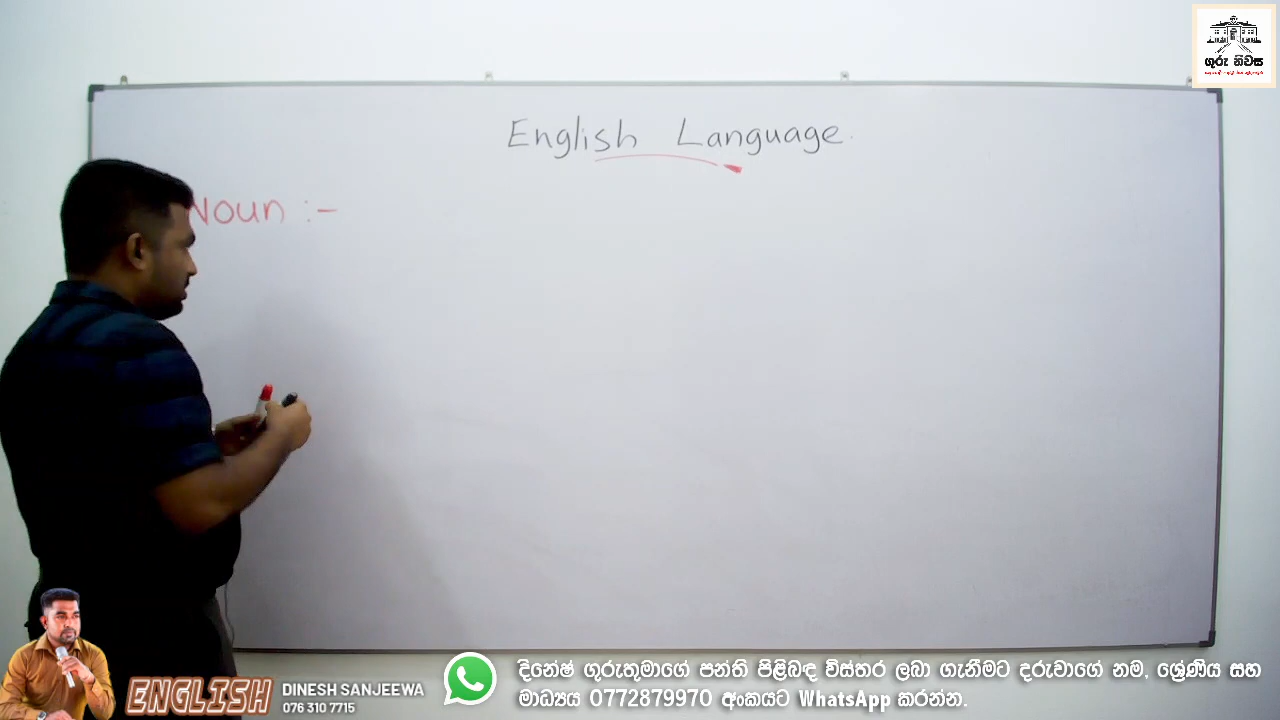 ගුරු නිවස
English Language.
Noun :-
ENGLISH
DINESH SANJEEWA
076 310 7715
දිනේෂ් ගුරුතුමාගේ පන්ති පිළිබඳ විස්තර ලබා ගැනීමට දරුවාගේ නම, ශ්‍රේණිය සහ
මාධ්‍යය 0772879970 අංකයට WhatsApp කරන්න.